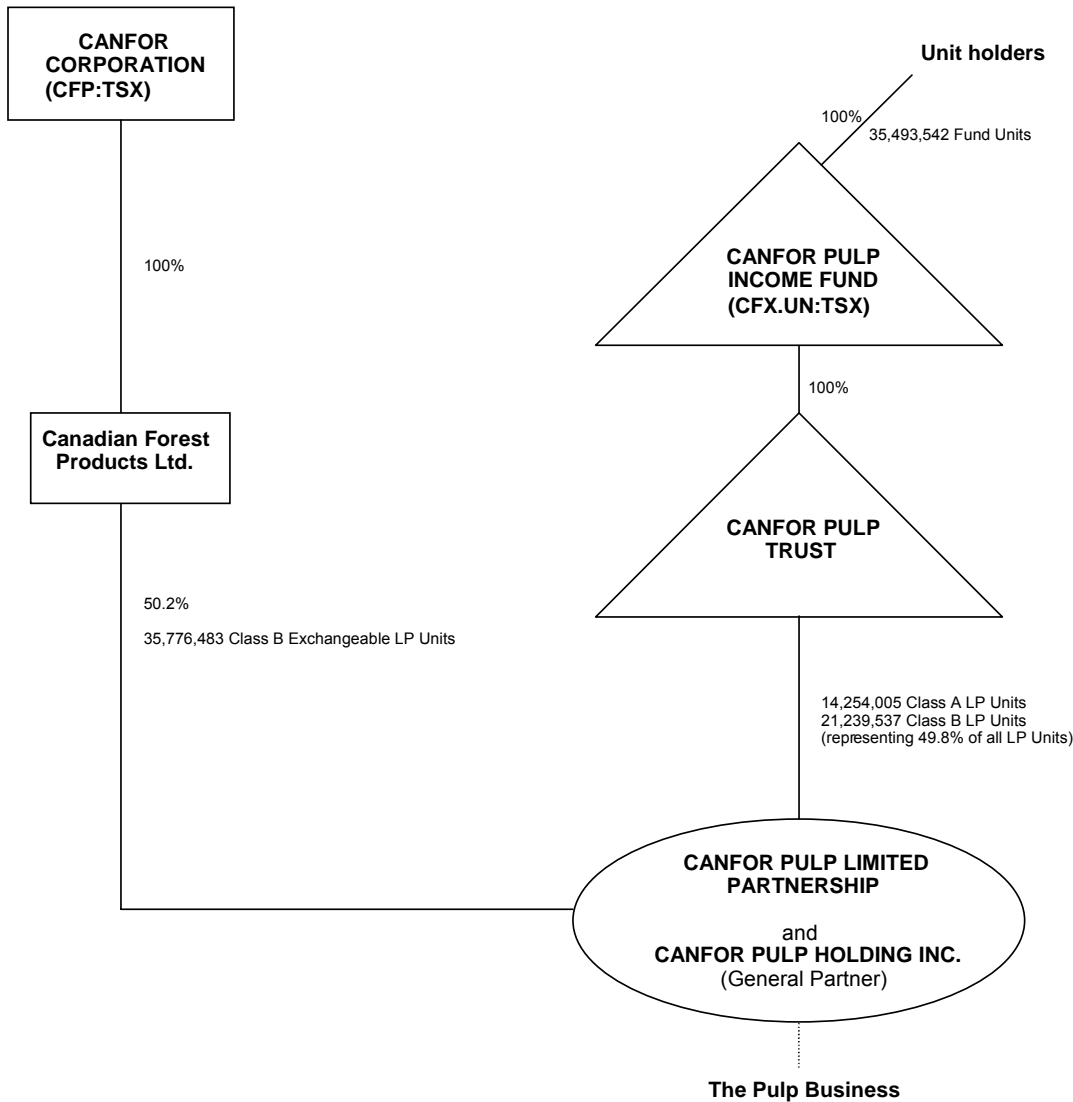 CANFOR
CORPORATION
(CFP:TSX)
Unit holders
100%
35,493,542 Fund Units
CANFOR PULP
INCOME FUND
(CFX.UN:TSX)
100%
100%
Canadian Forest
Products Ltd.
CANFOR PULP
TRUST
50.2%
35,776,483 Class B Exchangeable LP Units
14,254,005 Class A LP Units
21,239,537 Class B LP Units
(representing 49.8% of all LP Units)
CANFOR PULP LIMITED
PARTNERSHIP
and
CANFOR PULP HOLDING INC.
(General Partner)
The Pulp Business